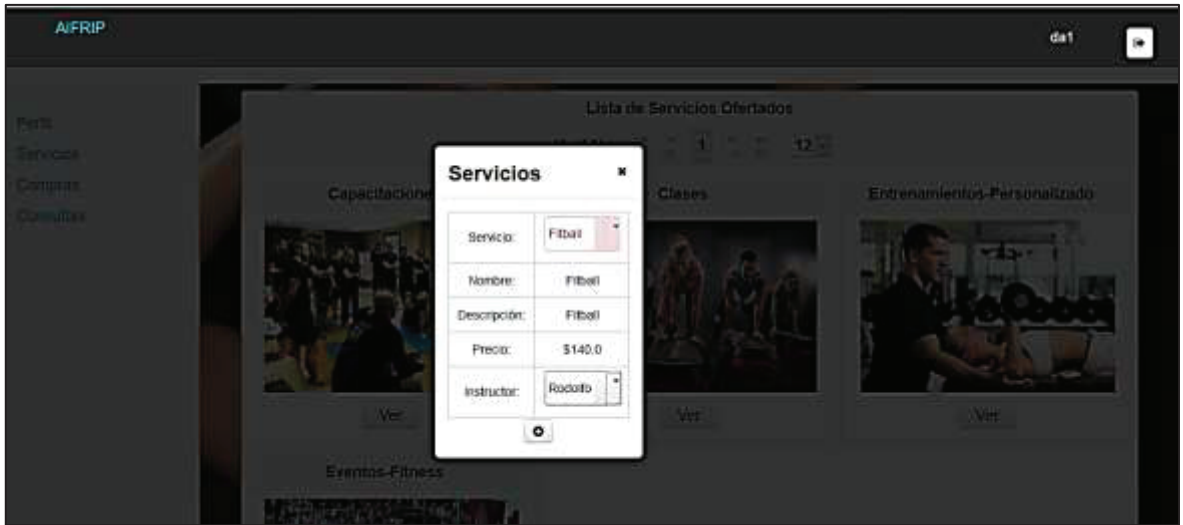 AIFRIP
da1
Lista de Servicios Ofertados
1 12
Perfil
Servicios
Compras
Consultas
Capacitacione
Clases
Entrenamientos-Personalizado
Servicios
Servicio: Fitball
Nombre: Fitball
Descripción: Fitball
Precio: $140.0
Instructor: Rodolfo
Ver
Ver
Ver
Eventos-Fitness